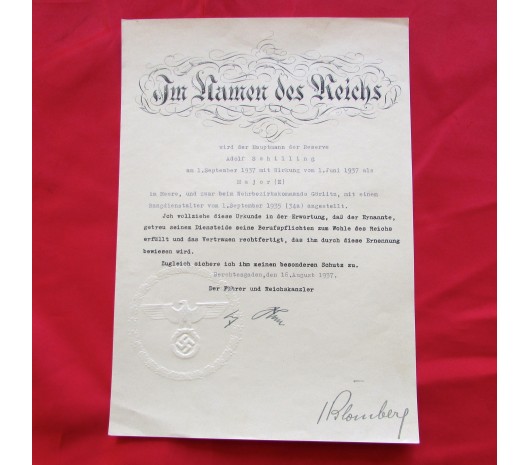 Im Namen des Reichs
wird der Hauptmann der Reserve
Adolf Schilling
am 1.September 1937 mit Wirkung vom 1.Juni 1937 als
Major (E)
im Heere, und zwar beim Wehrbezirkskommando Görlitz, mit einem
Rangdienstalter vom 1.September 1935 (34a) angestellt.
Ich vollziehe diese Urkunde in der Erwartung, daß der Ernannte,
getreu seinem Diensteide seine Berufspflichten zum Wohle des Reichs
erfüllt und das Vertrauen rechtfertigt, das ihm durch diese Ernennung
bewiesen wird.
Zugleich sichere ich ihm meinen besonderen Schutz zu.
Berchtesgaden, den 18.August 1937.
Der Führer und Reichskanzler
Blomberg